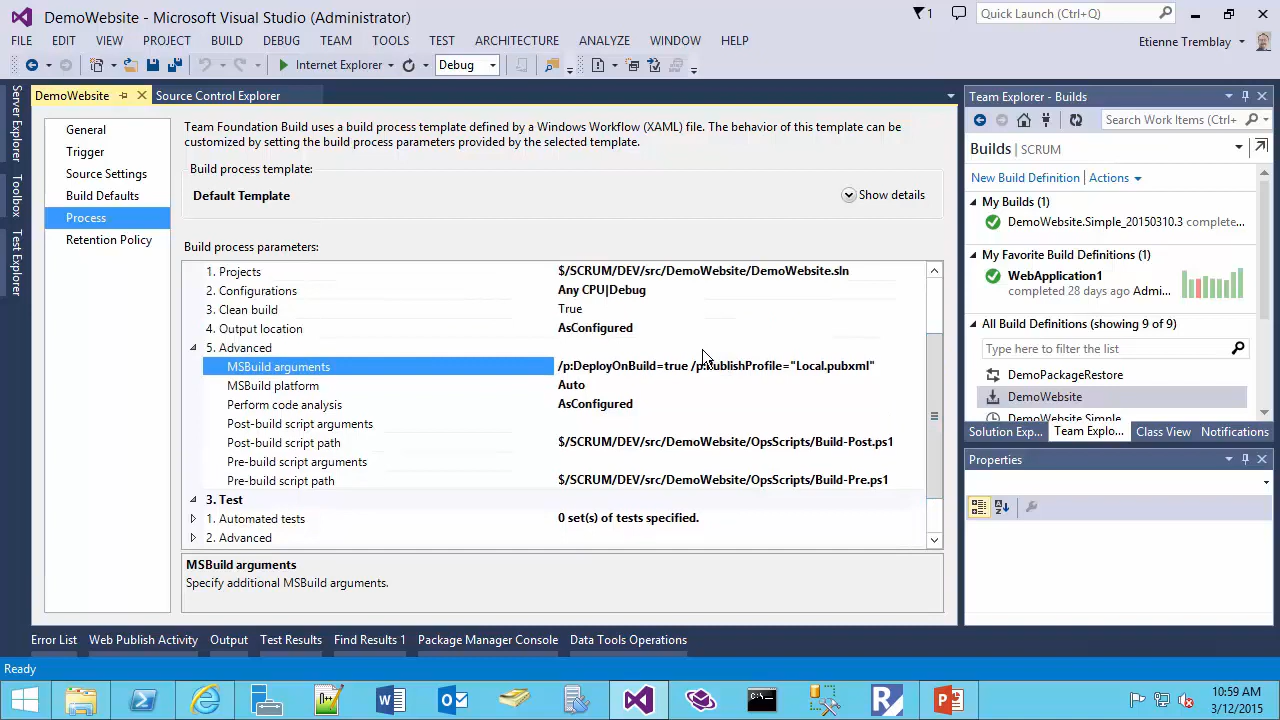 DemoWebsite - Microsoft Visual Studio (Administrator)
1
Quick Launch (Ctrl+Q)
FILE EDIT VIEW PROJECT BUILD DEBUG TEAM TOOLS TEST ARCHITECTURE ANALYZE WINDOW HELP
Etienne Tremblay
Internet Explorer
Debug
Server Explorer
Toolbox
Test Explorer
DemoWebsite
Source Control Explorer
General
Trigger
Source Settings
Build Defaults
Process
Retention Policy
Team Foundation Build uses a build process template defined by a Windows Workflow (XAML) file. The behavior of this template can be
customized by setting the build process parameters provided by the selected template.
Build process template:
Default Template
Show details
Build process parameters:
1. Projects $/SCRUM/DEV/src/DemoWebsite/DemoWebsite.sln
2. Configurations Any CPU|Debug
3. Clean build True
4. Output location AsConfigured
5. Advanced
MSBuild arguments /p:DeployOnBuild=true /p:PublishProfile="Local.pubxml"
MSBuild platform Auto
Perform code analysis AsConfigured
Post-build script arguments
Post-build script path $/SCRUM/DEV/src/DemoWebsite/OpsScripts/Build-Post.ps1
Pre-build script arguments
Pre-build script path $/SCRUM/DEV/src/DemoWebsite/OpsScripts/Build-Pre.ps1
3. Test
1. Automated tests 0 set(s) of tests specified.
2. Advanced
MSBuild arguments
Specify additional MSBuild arguments.
Team Explorer - Builds
Search Work Items (Ctrl+
Builds | SCRUM
New Build Definition | Actions
My Builds (1)
DemoWebsite.Simple_20150310.3 complete...
My Favorite Build Definitions (1)
WebApplication1
completed 28 days ago Admi...
All Build Definitions (showing 9 of 9)
Type here to filter the list
DemoPackageRestore
DemoWebsite
DemoWebsite.Simple
Solution Exp... Team Explo... Class View Notifications
Properties
Error List Web Publish Activity Output Test Results Find Results 1 Package Manager Console Data Tools Operations
Ready
10:59 AM
3/12/2015